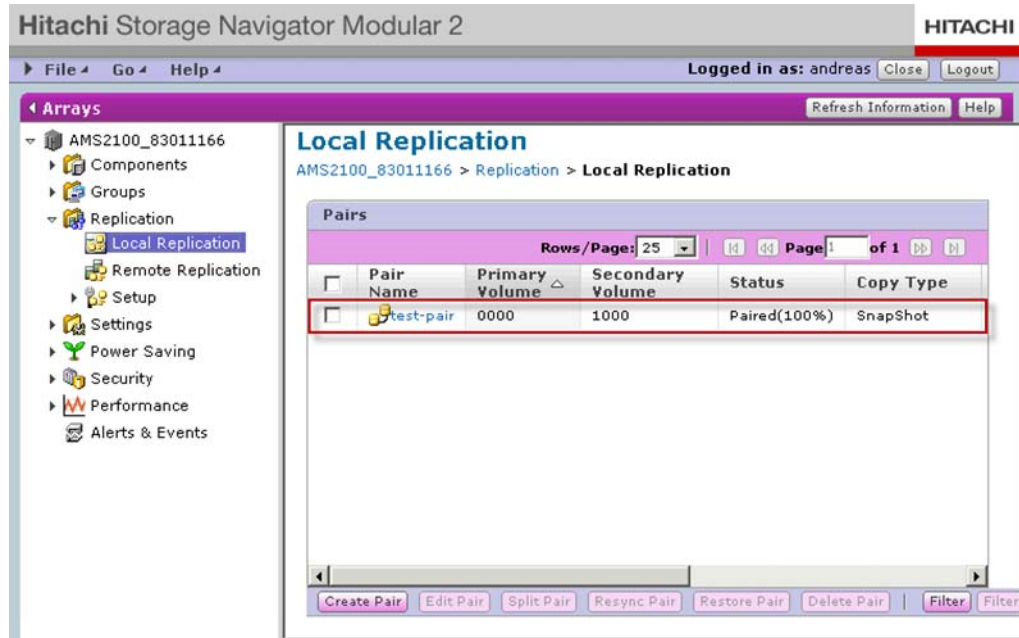 Hitachi Storage Navigator Modular 2
HITACHI
File Go Help
Logged in as: andreas Close Logout
Arrays
Refresh Information Help
AMS2100_83011166
Components
Groups
Replication
Local Replication
Remote Replication
Setup
Settings
Power Saving
Security
Performance
Alerts & Events
Local Replication
AMS2100_83011166 > Replication > Local Replication
Pairs
Rows/Page: 25 | Page 1 of 1
Pair Name Primary Volume Secondary Volume Status Copy Type
test-pair 0000 1000 Paired(100%) SnapShot
Create Pair Edit Pair Split Pair Resync Pair Restore Pair Delete Pair | Filter Filter